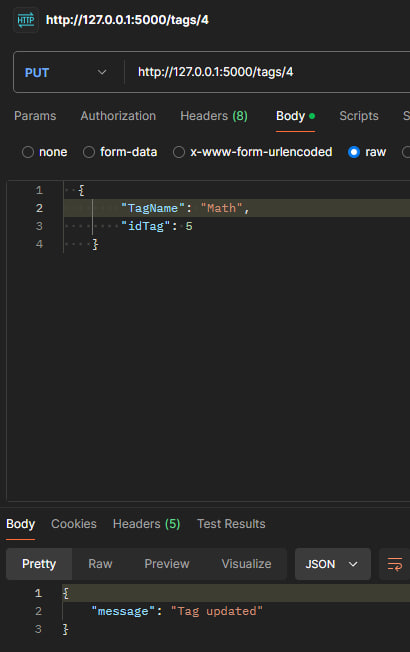 HTTP http://127.0.0.1:5000/tags/4
PUT http://127.0.0.1:5000/tags/4
Params Authorization Headers (8) Body Scripts S
none form-data x-www-form-urlencoded raw
1 {
2 "TagName": "Math",
3 "idTag": 5
4 }
Body Cookies Headers (5) Test Results
Pretty Raw Preview Visualize JSON
1 {
2 "message": "Tag updated"
3 }